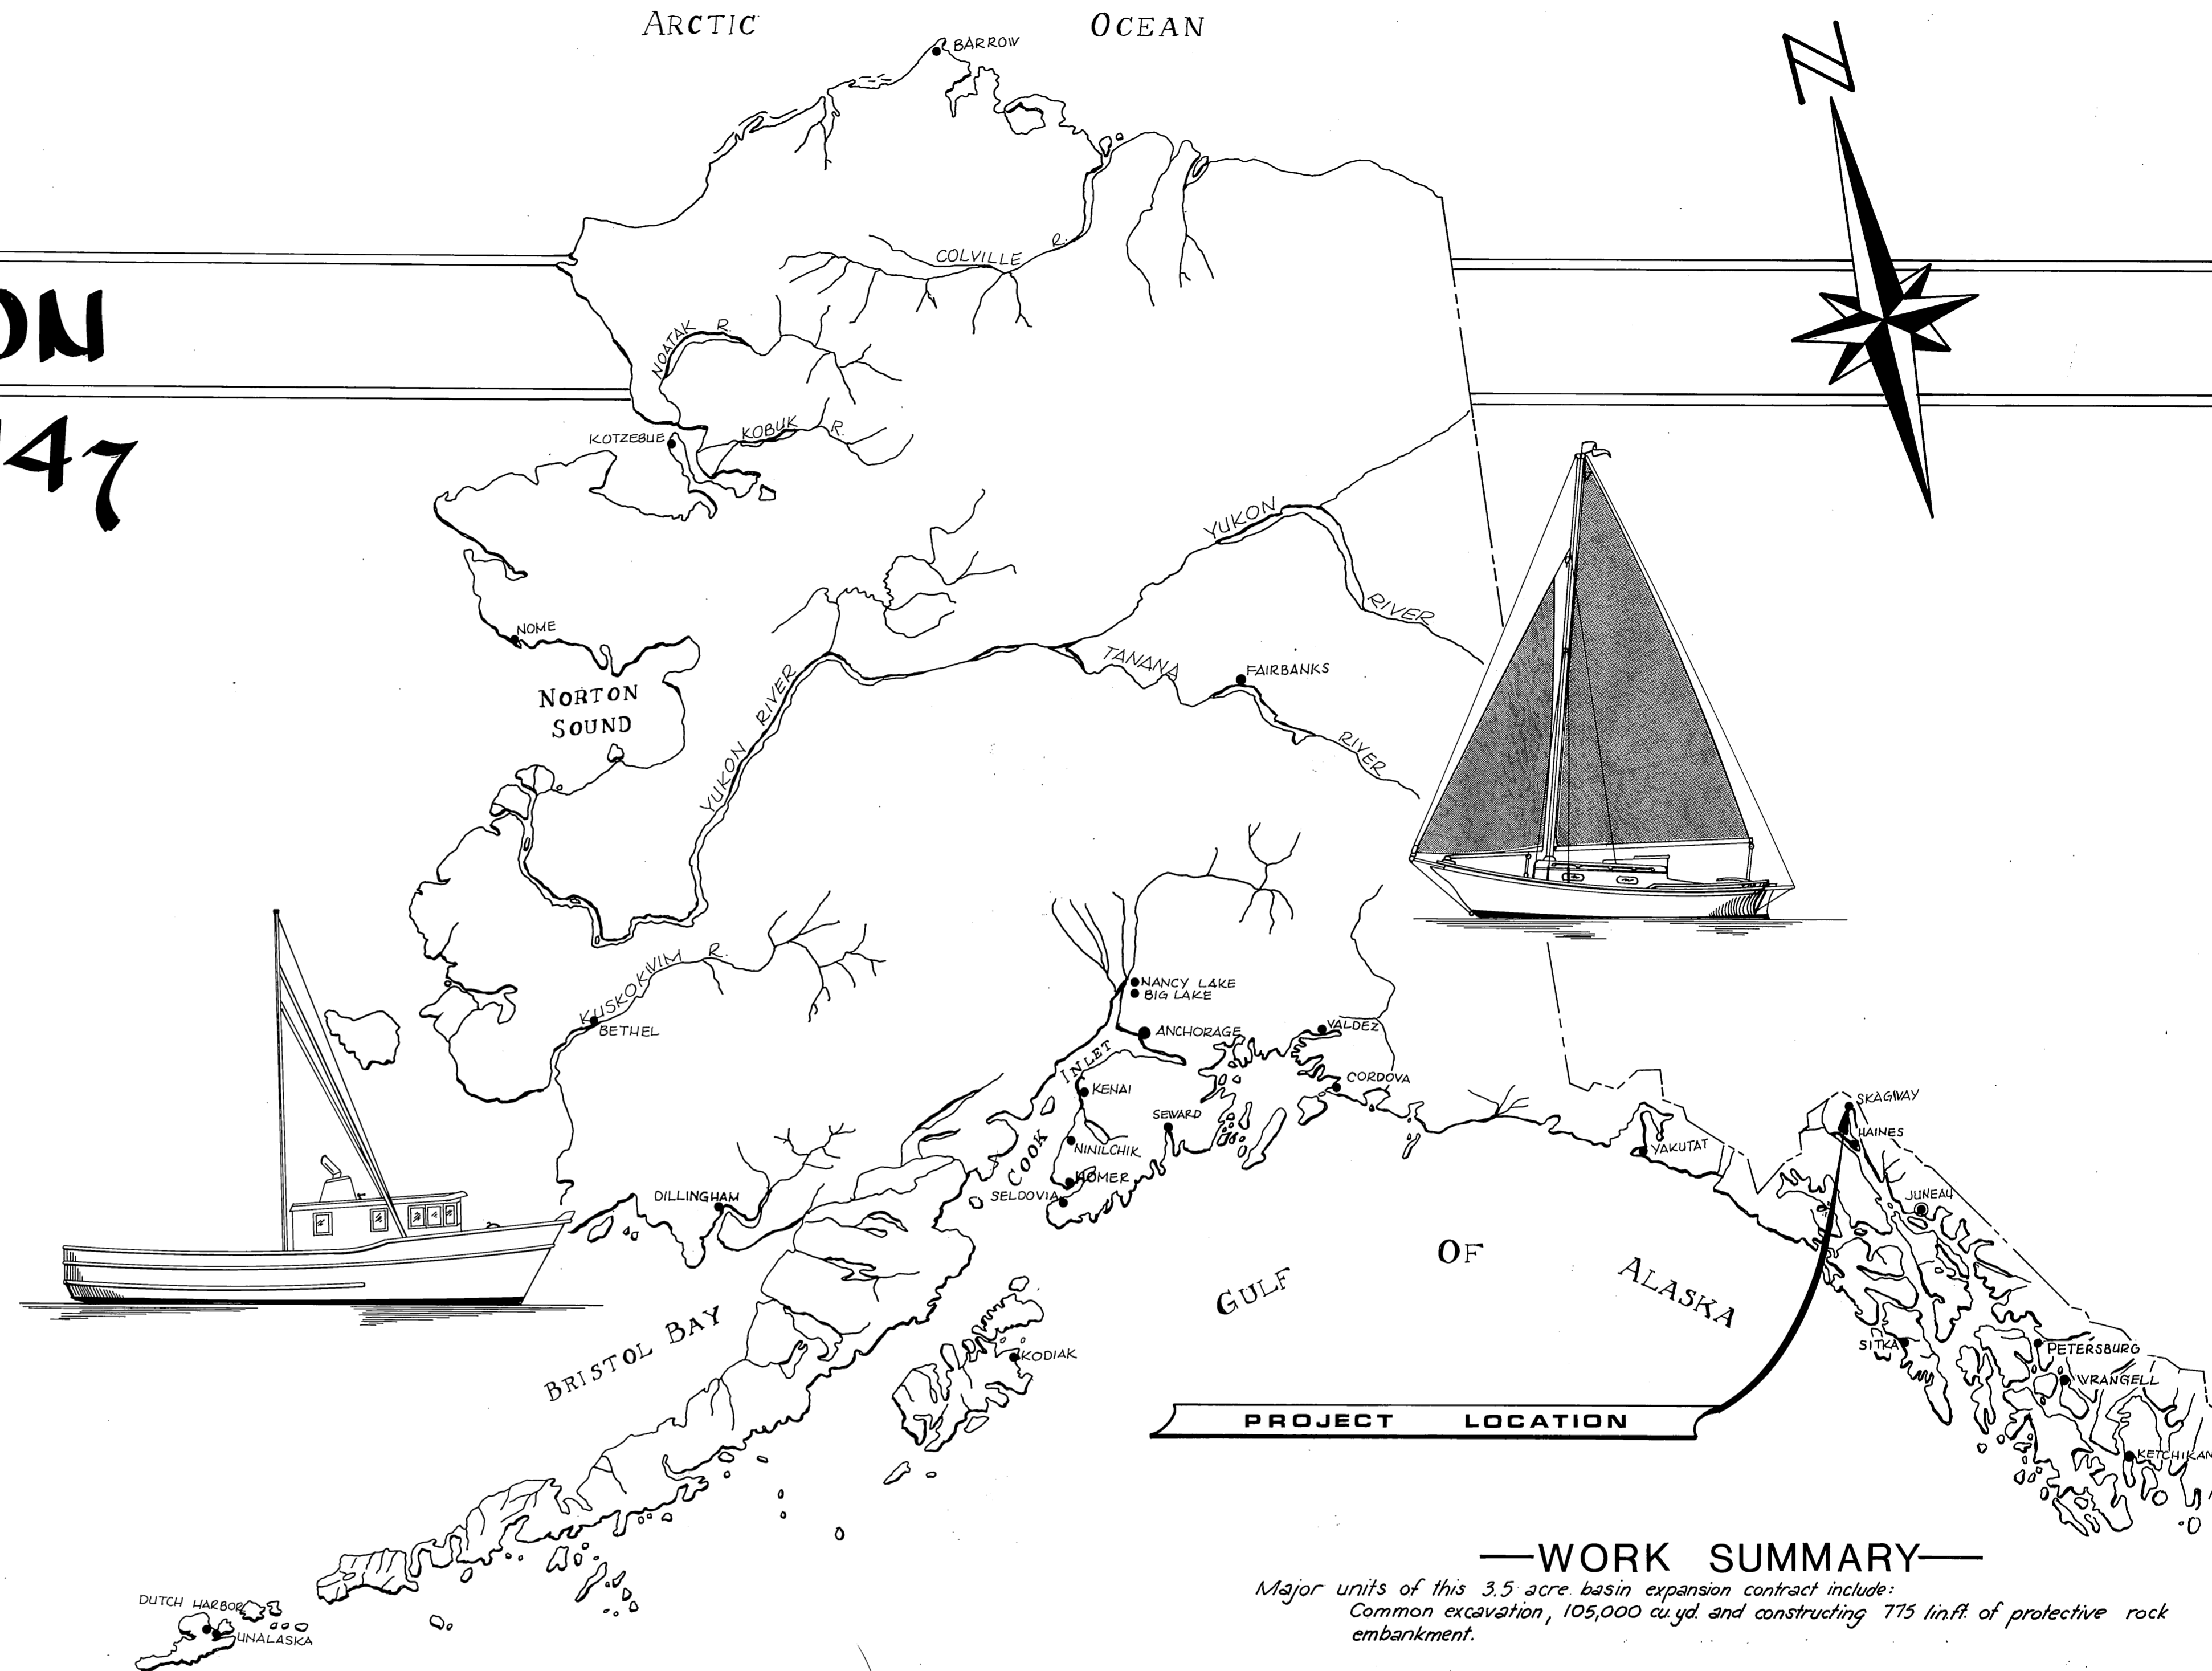 ARCTIC OCEAN
BARROW
N
COLVILLE R.
ON
NOATAK R.
KOTZEBUE
KOBUK R.
47
YUKON RIVER
NOME
TANANA RIVER
FAIRBANKS
NORTON
SOUND
YUKON RIVER
KUSKOKWIM R.
BETHEL
NANCY LAKE
BIG LAKE
ANCHORAGE
VALDEZ
COOK INLET
KENAI
CORDOVA
SEWARD
NINILCHIK
HOMER
SELDOVIA
DILLINGHAM
SKAGWAY
HAINES
YAKUTAT
JUNEAU
GULF OF ALASKA
BRISTOL BAY
KODIAK
SITKA
PETERSBURG
WRANGELL
KETCHIKAN
PROJECT LOCATION
DUTCH HARBOR
UNALASKA
WORK SUMMARY
Major units of this 3.5 acre basin expansion contract include:
Common excavation, 105,000 cu.yd. and constructing 775 lin.ft. of protective rock
embankment.